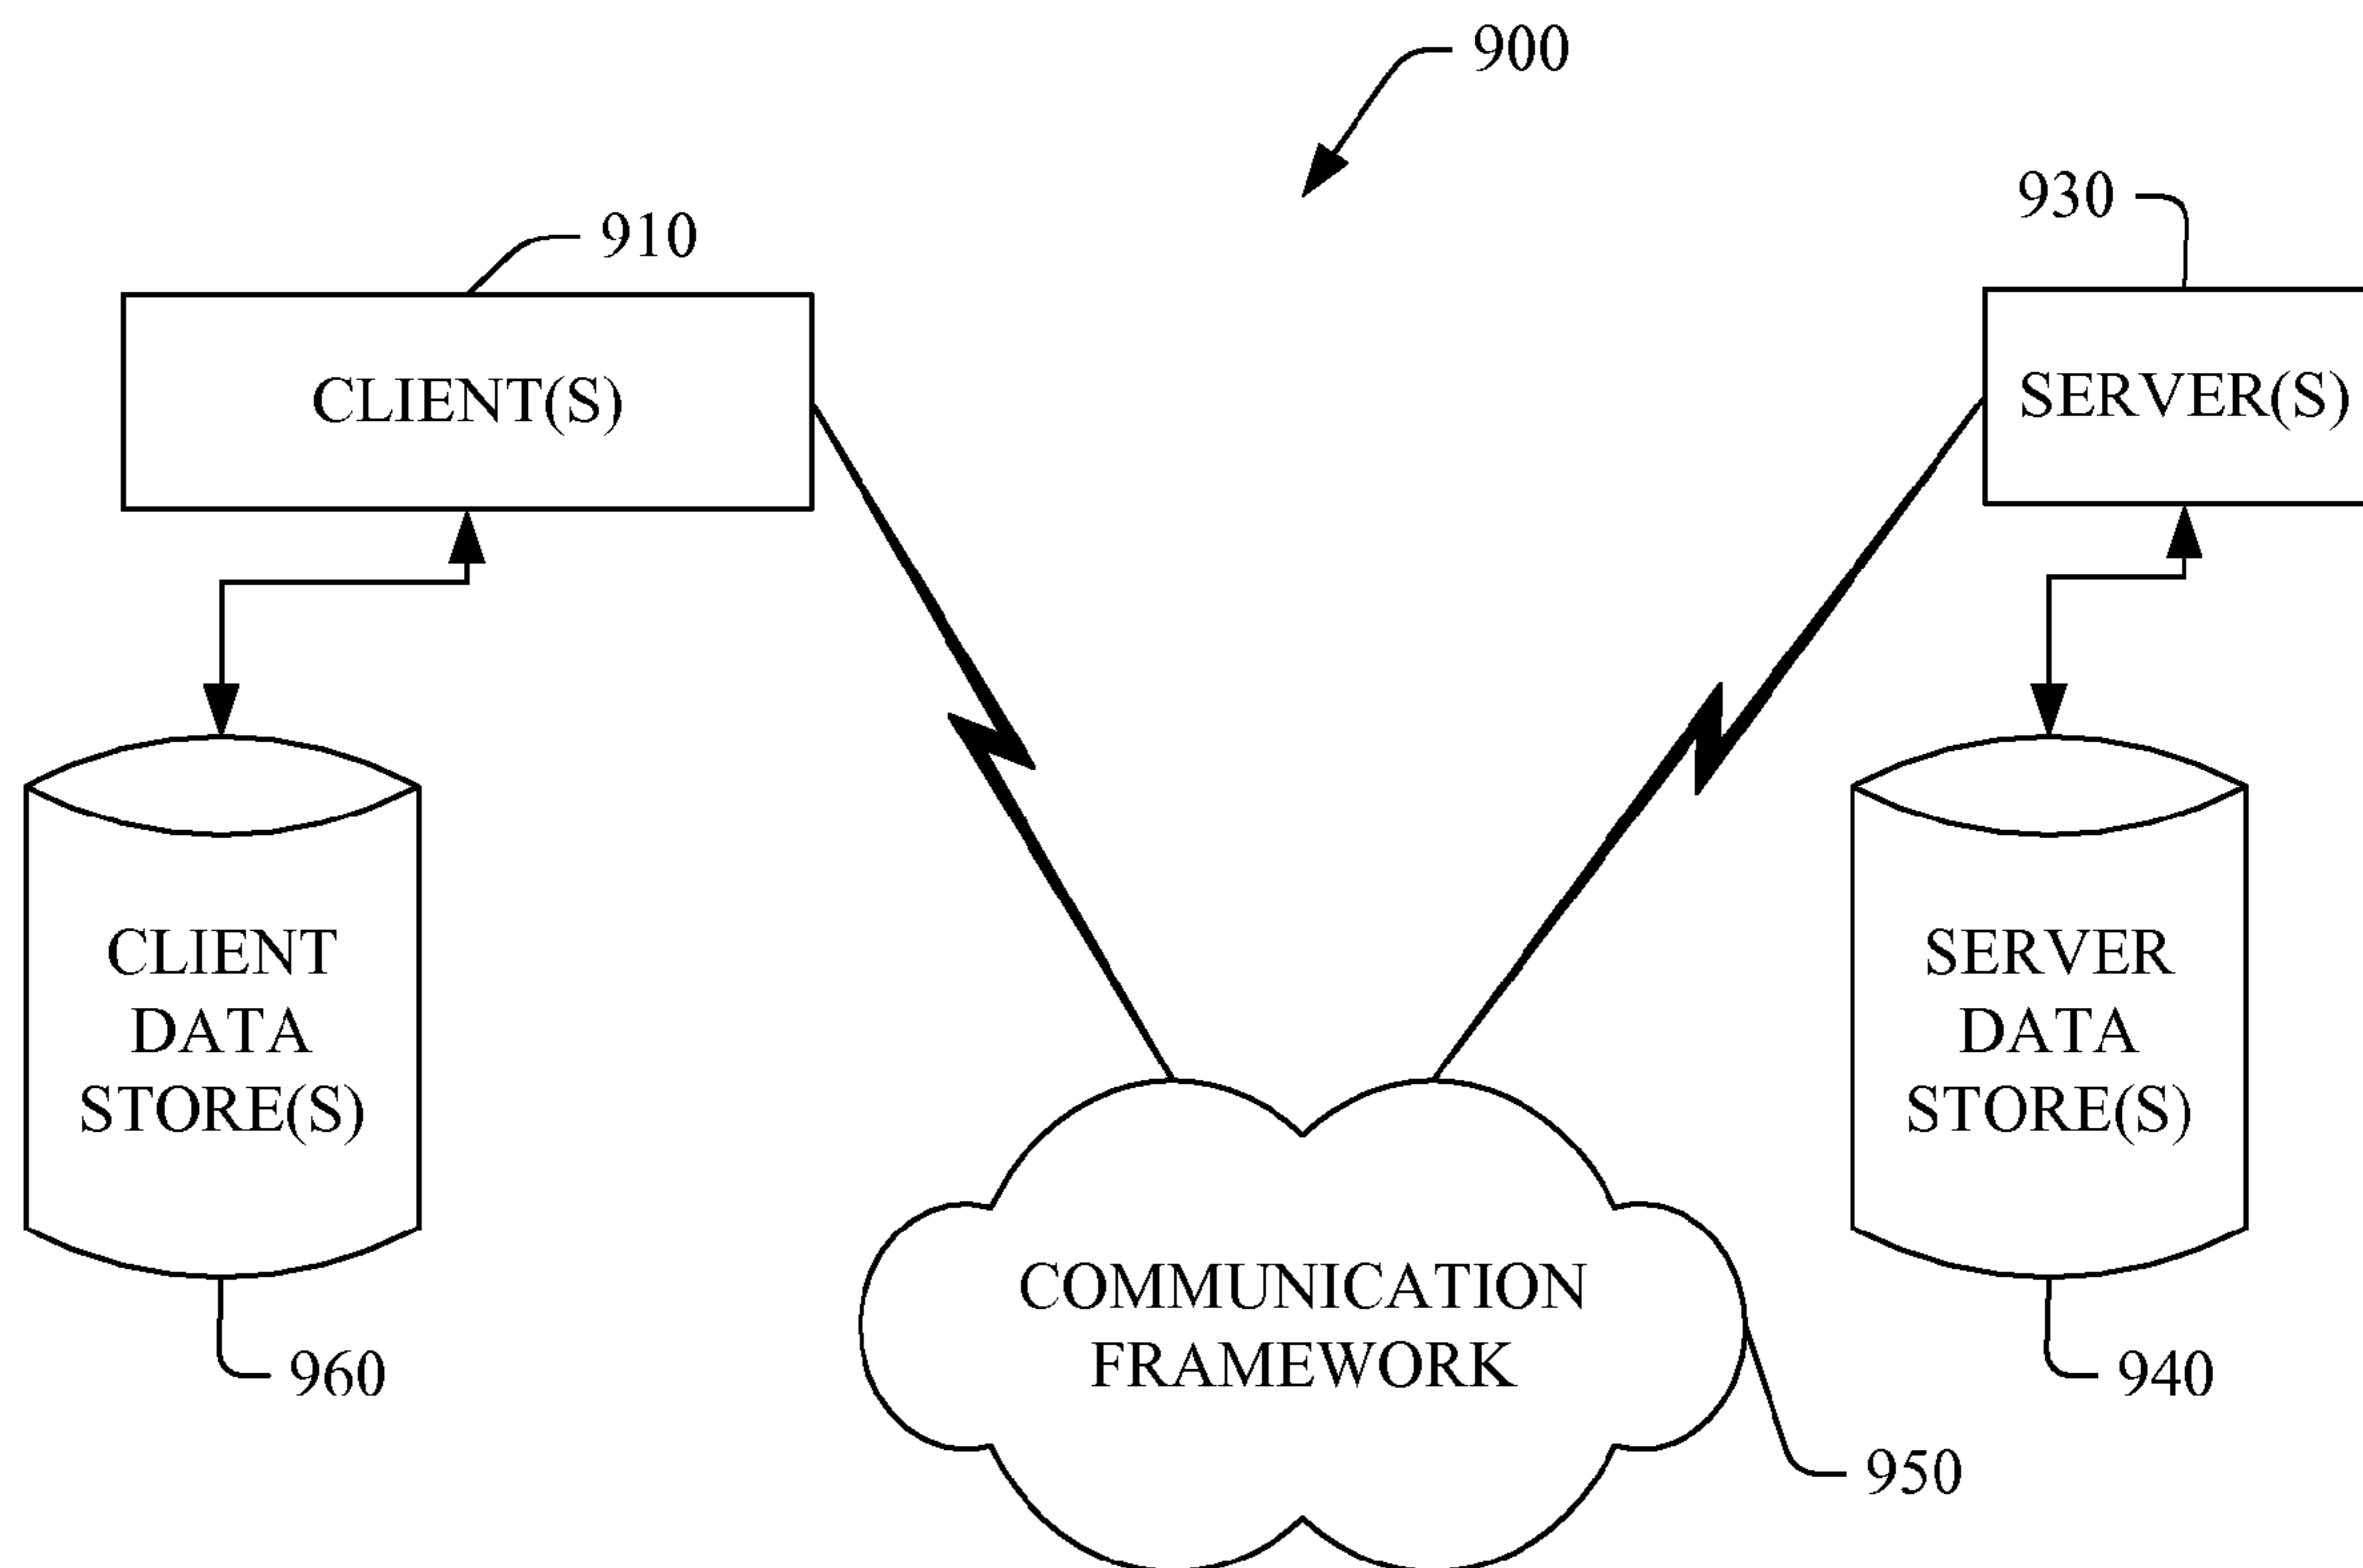 900
930
910
CLIENT(S)
SERVER(S)
CLIENT
DATA
STORE(S)
SERVER
DATA
STORE(S)
COMMUNICATION
FRAMEWORK
960
940
950